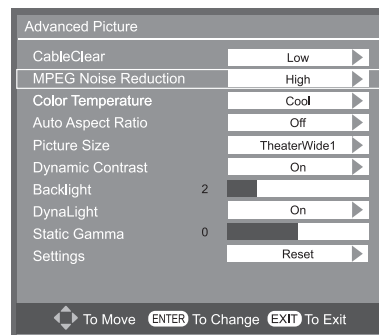 Advanced Picture
CableClear Low
MPEG Noise Reduction High
Color Temperature Cool
Auto Aspect Ratio Off
Picture Size TheaterWide1
Dynamic Contrast On
Backlight 2
DynaLight On
Static Gamma 0
Settings Reset
To Move ENTER To Change EXIT To Exit